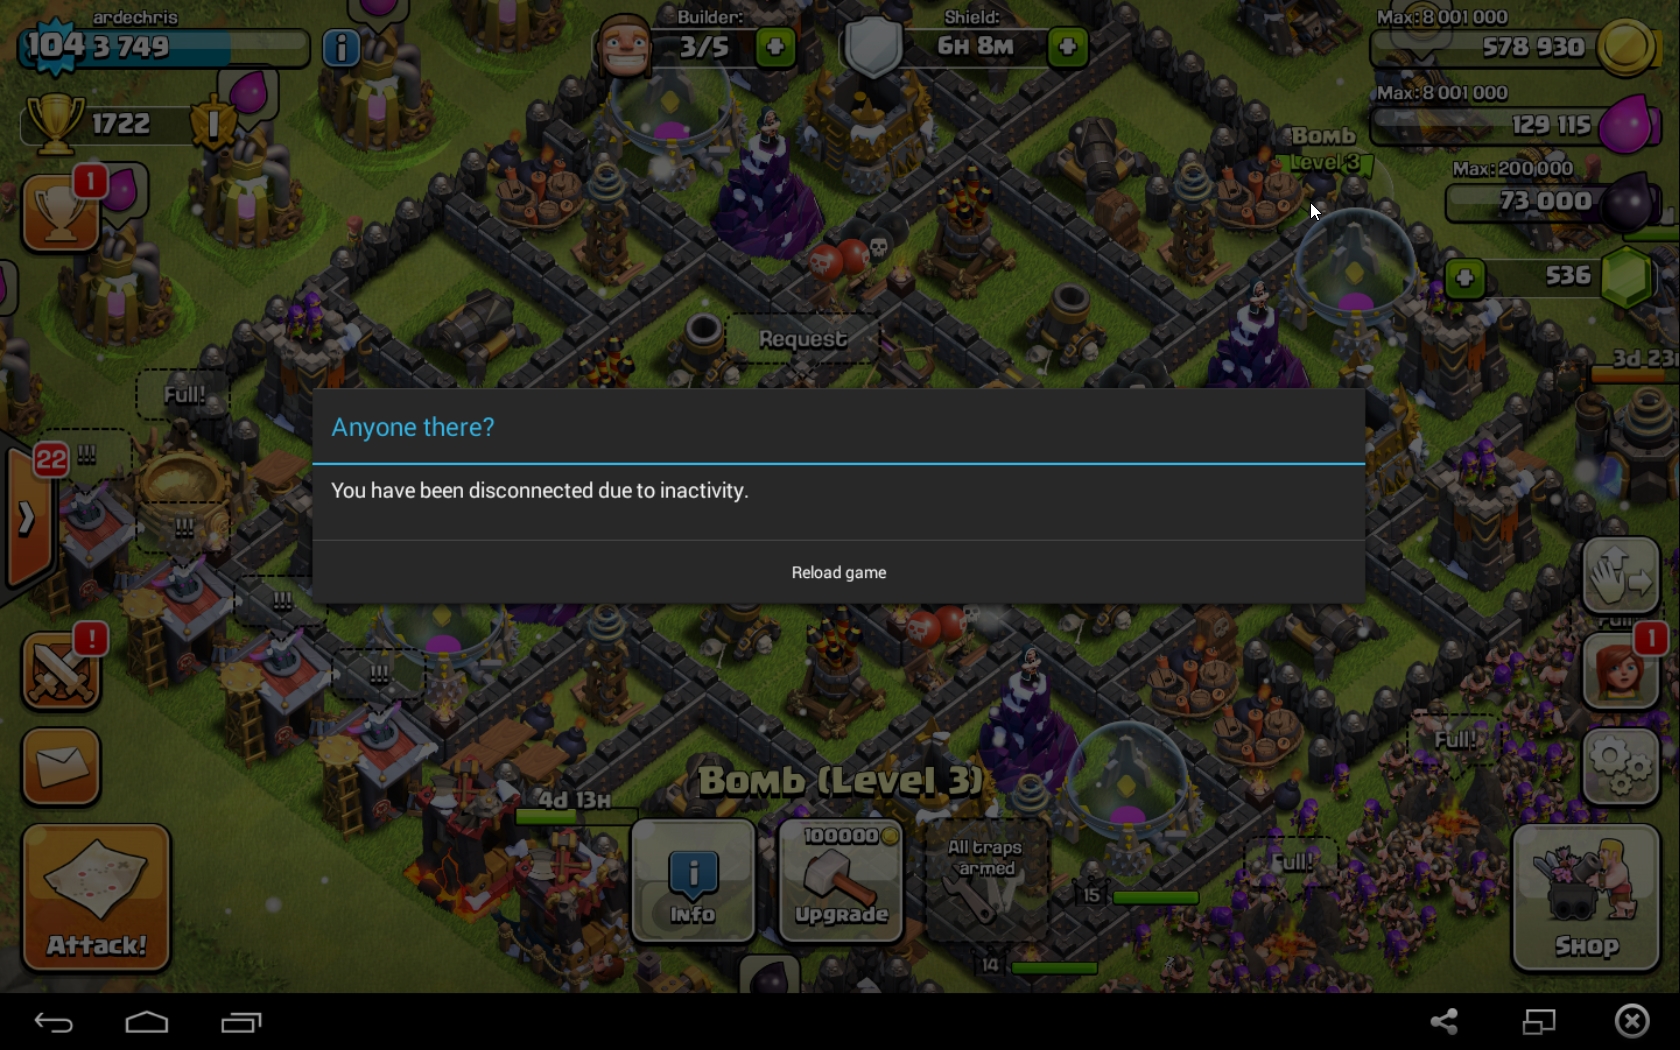 ardechris
104
3 749
Builder:
3/5
Shield:
6H 8M
Max: 8 001 000
578 930
Max: 8 001 000
129 115
Max: 200,000
73 000
536
1722
1
Bomb
Level 3
Request
3d 23
Full!
22
!!!
!!!
!!!
!!!
Anyone there?
You have been disconnected due to inactivity.
Reload game
!
1
Full!
Full!
Bomb (Level 3)
4d 13H
Info
100000
Upgrade
All traps
armed
15
14
Attack!
Shop